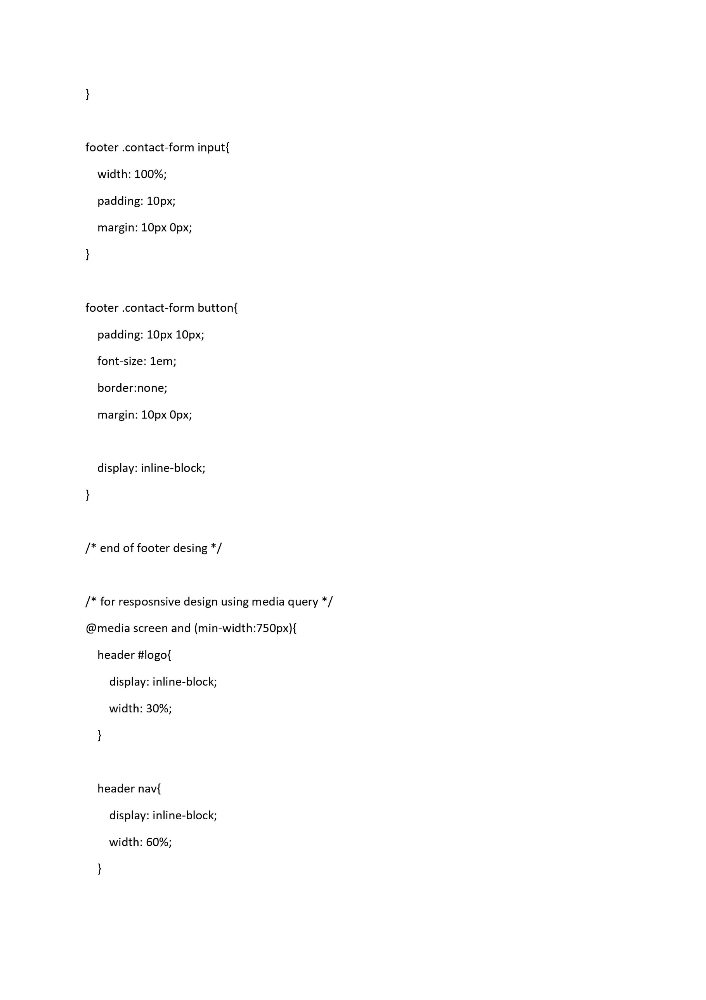 }
footer .contact-form input{
width: 100%;
padding: 10px;
margin: 10px 0px;
}
footer .contact-form button{
padding: 10px 10px;
font-size: 1em;
border:none;
margin: 10px 0px;
display: inline-block;
}
/* end of footer desing */
/* for resposnsive design using media query */
@media screen and (min-width:750px){
header #logo{
display: inline-block;
width: 30%;
}
header nav{
display: inline-block;
width: 60%;
}